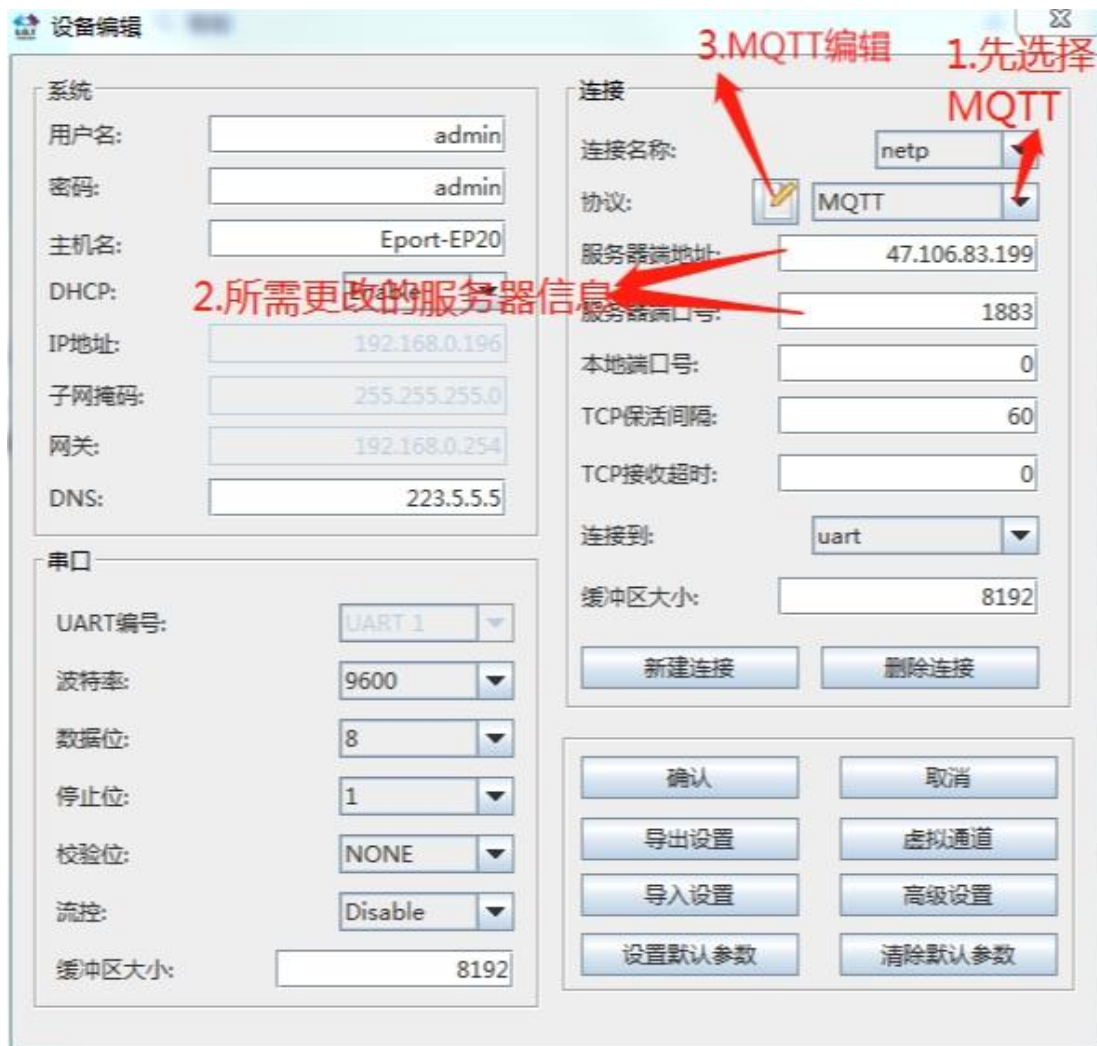 设备编辑
3.MQTT编辑
1.先选择
MQTT
系统
用户名: admin
密码: admin
主机名: Eport-EP20
DHCP: Enable
IP地址: 192.168.0.196
子网掩码: 255.255.255.0
网关: 192.168.0.254
DNS: 223.5.5.5
2.所需更改的服务器信息
串口
UART编号: UART 1
波特率: 9600
数据位: 8
停止位: 1
校验位: NONE
流控: Disable
缓冲区大小: 8192
连接
连接名称: netp
协议: MQTT
服务器端地址: 47.106.83.199
服务器端口号: 1883
本地端口号: 0
TCP保活间隔: 60
TCP接收超时: 0
连接到: uart
缓冲区大小: 8192
新建连接 删除连接
确认 取消
导出设置 虚拟通道
导入设置 高级设置
设置默认参数 清除默认参数